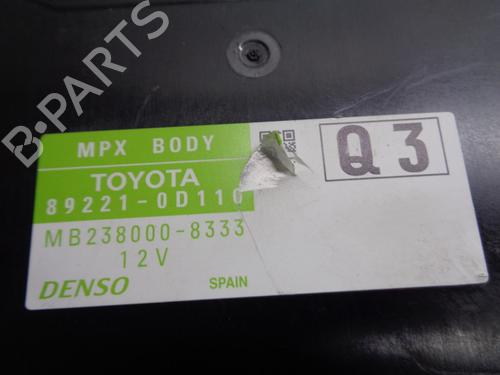 B-PARTS
MPX BODY
TOYOTA
89221-0D110
MB238000-8333
12V
DENSO
SPAIN
Q3